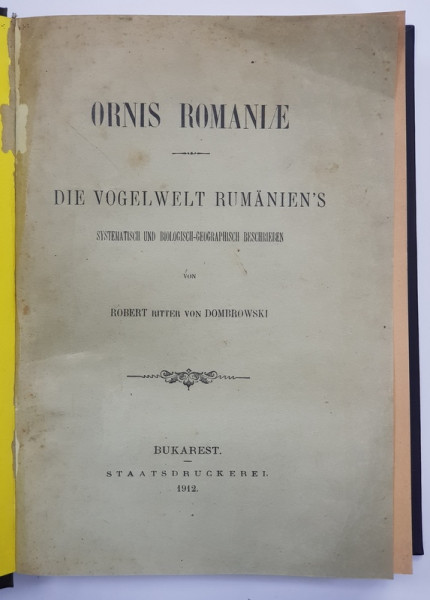 ORNIS ROMANIÆ
DIE VOGELWELT RUMÄNIEN'S
SYSTEMATISCH UND BIOLOGISCH-GEOGRAPHISCH BESCHRIEBEN
VON
ROBERT RITTER VON DOMBROWSKI
BUKAREST.
STAATSDRUCKEREI.
1912.